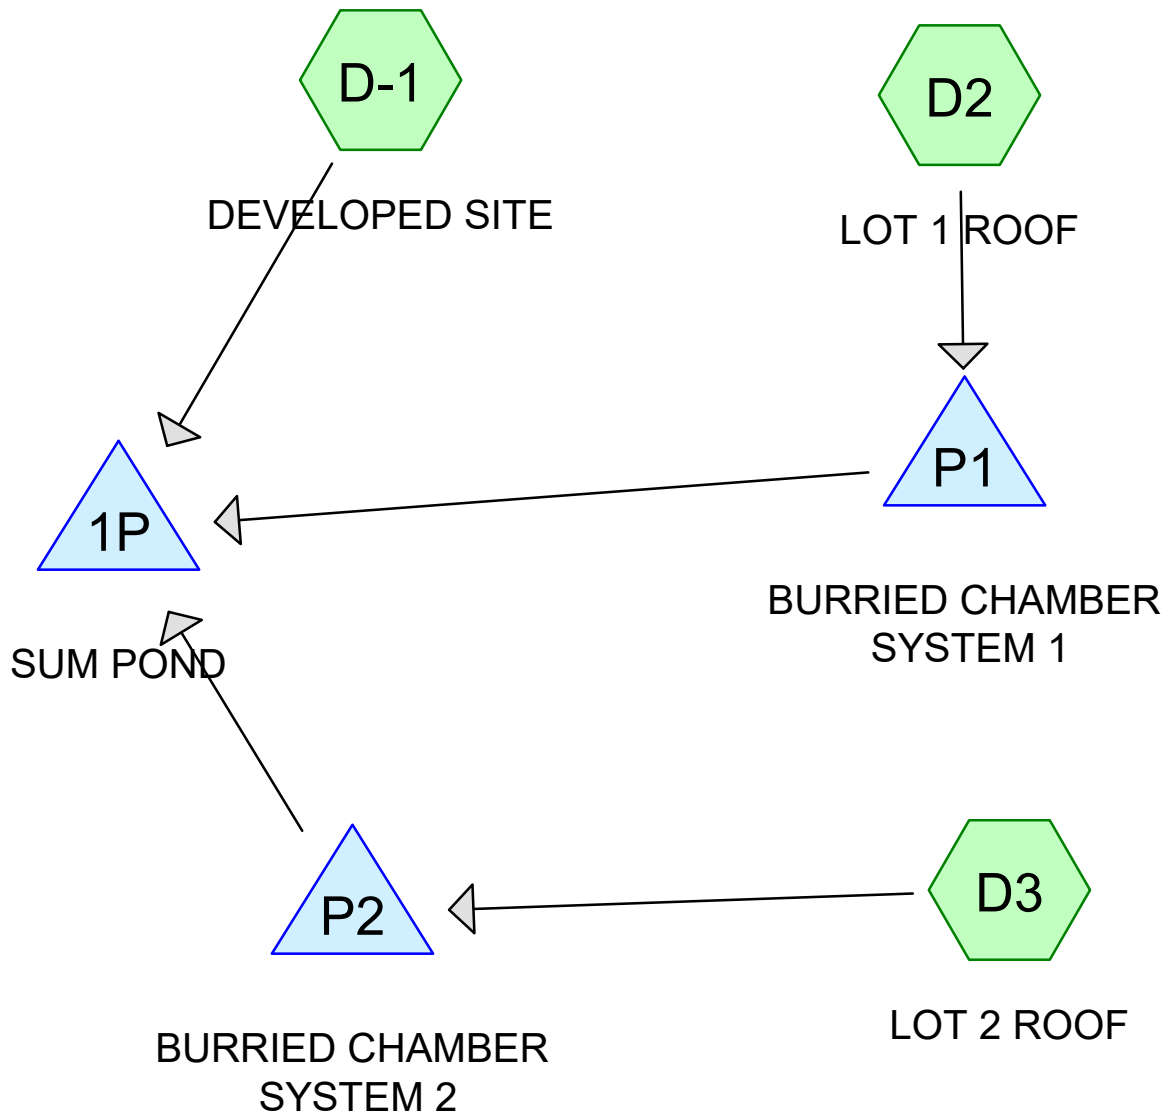 D-1
D2
DEVELOPED SITE
LOT 1 ROOF
P1
1P
BURRIED CHAMBER
SYSTEM 1
SUM POND
D3
P2
LOT 2 ROOF
BURRIED CHAMBER
SYSTEM 2